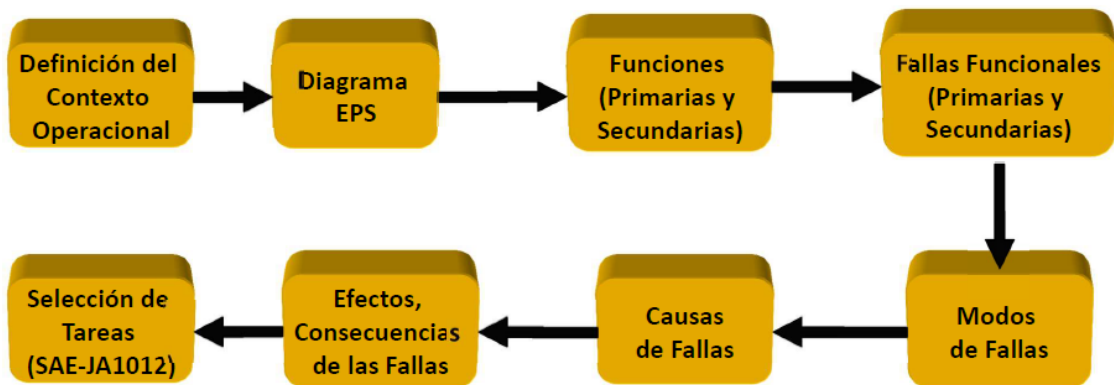 Definición del
Contexto
Operacional
Diagrama
EPS
Funciones
(Primarias y
Secundarias)
Fallas Funcionales
(Primarias y
Secundarias)
Modos
de Fallas
Causas
de Fallas
Efectos,
Consecuencias
de las Fallas
Selección de
Tareas
(SAE-JA1012)